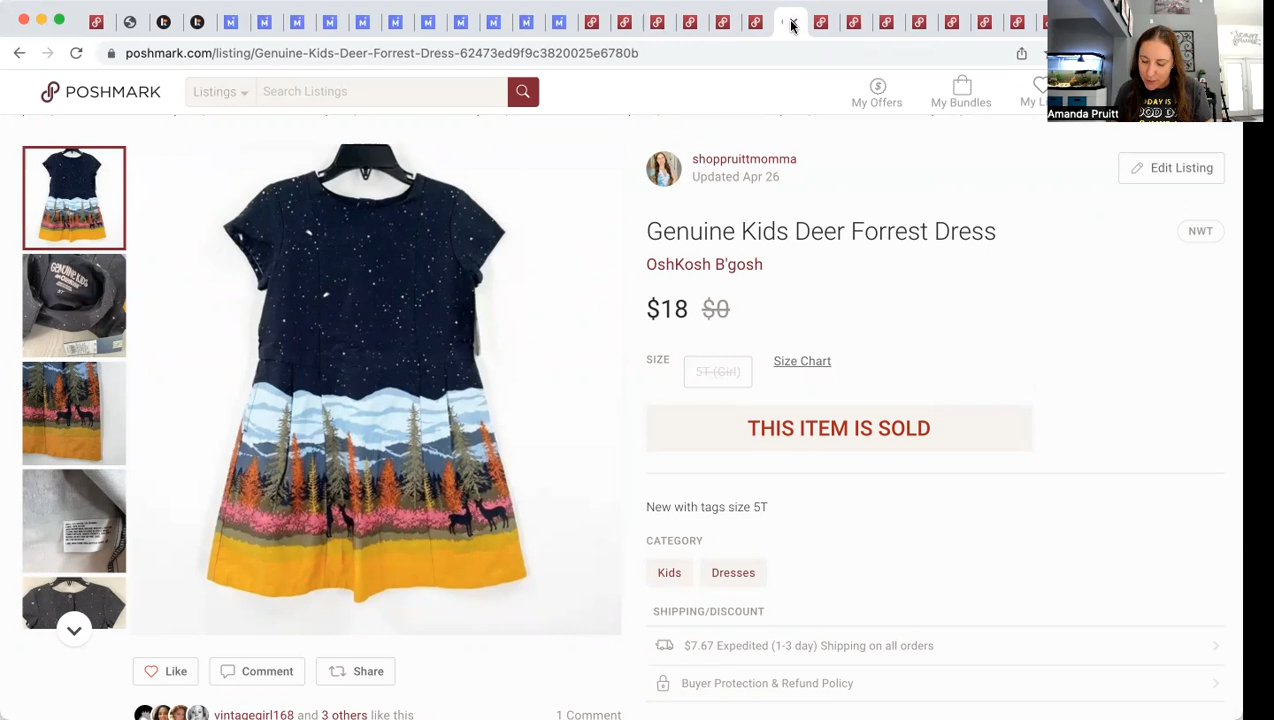 poshmark.com/listing/Genuine-Kids-Deer-Forrest-Dress-62473ed9f9c3820025e6780b
POSHMARK
Listings
Search Listings
My Offers
My Bundles
My Li
Amanda Pruitt
shoppruittmomma
Updated Apr 26
Edit Listing
Genuine Kids Deer Forrest Dress
NWT
OshKosh B'gosh
$18 $0
SIZE
5T (Girl)
Size Chart
THIS ITEM IS SOLD
New with tags size 5T
CATEGORY
Kids
Dresses
SHIPPING/DISCOUNT
$7.67 Expedited (1-3 day) Shipping on all orders
Buyer Protection & Refund Policy
Like
Comment
Share
vintagegirl168 and 3 others like this
1 Comment